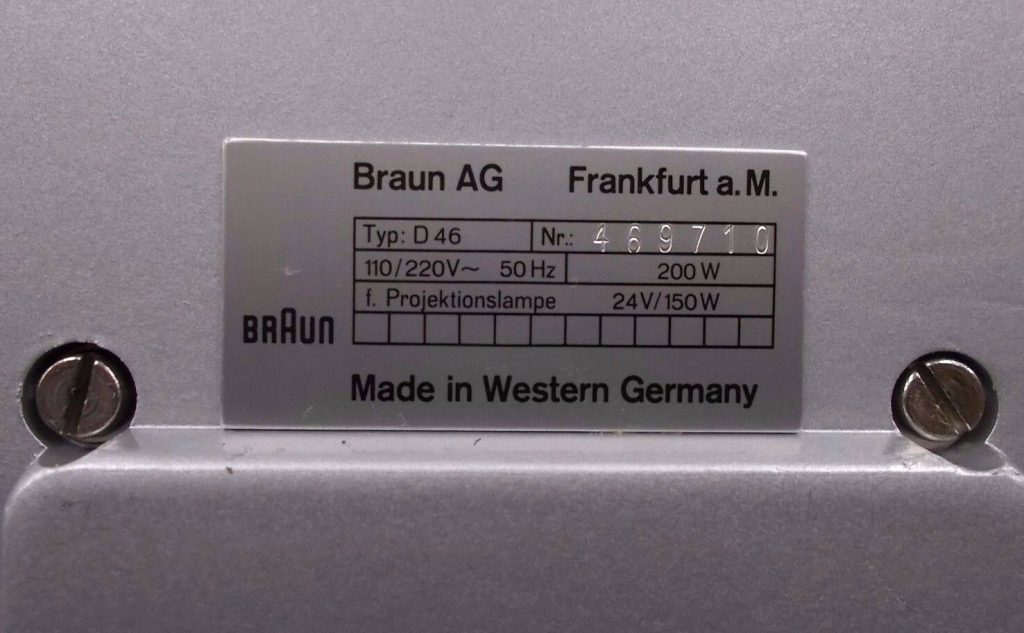 Braun AG Frankfurt a. M.
Typ: D 46 Nr.: 469710
110/220V~ 50 Hz 200 W
f. Projektionslampe 24V/150 W
BRAUN
Made in Western Germany